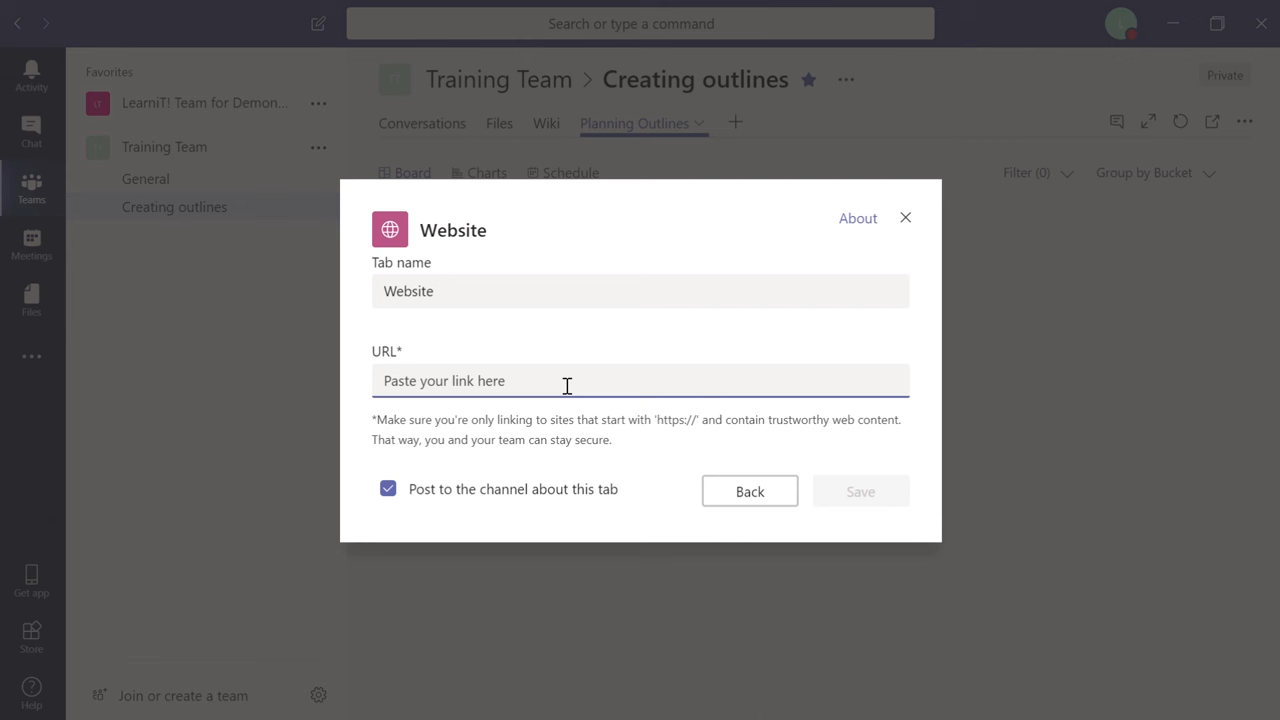 Search or type a command
Activity
Chat
Teams
Meetings
Files
Get app
Store
Help
Favorites
LT
LearniT! Team for Demon...
TT
Training Team
General
Creating outlines
Join or create a team
TT
Training Team > Creating outlines
Private
Conversations
Files
Wiki
Planning Outlines
Board
Charts
Schedule
Filter (0)
Group by Bucket
Website
About
Tab name
Website
URL*
Paste your link here
*Make sure you're only linking to sites that start with 'https://' and contain trustworthy web content.
That way, you and your team can stay secure.
Post to the channel about this tab
Back
Save